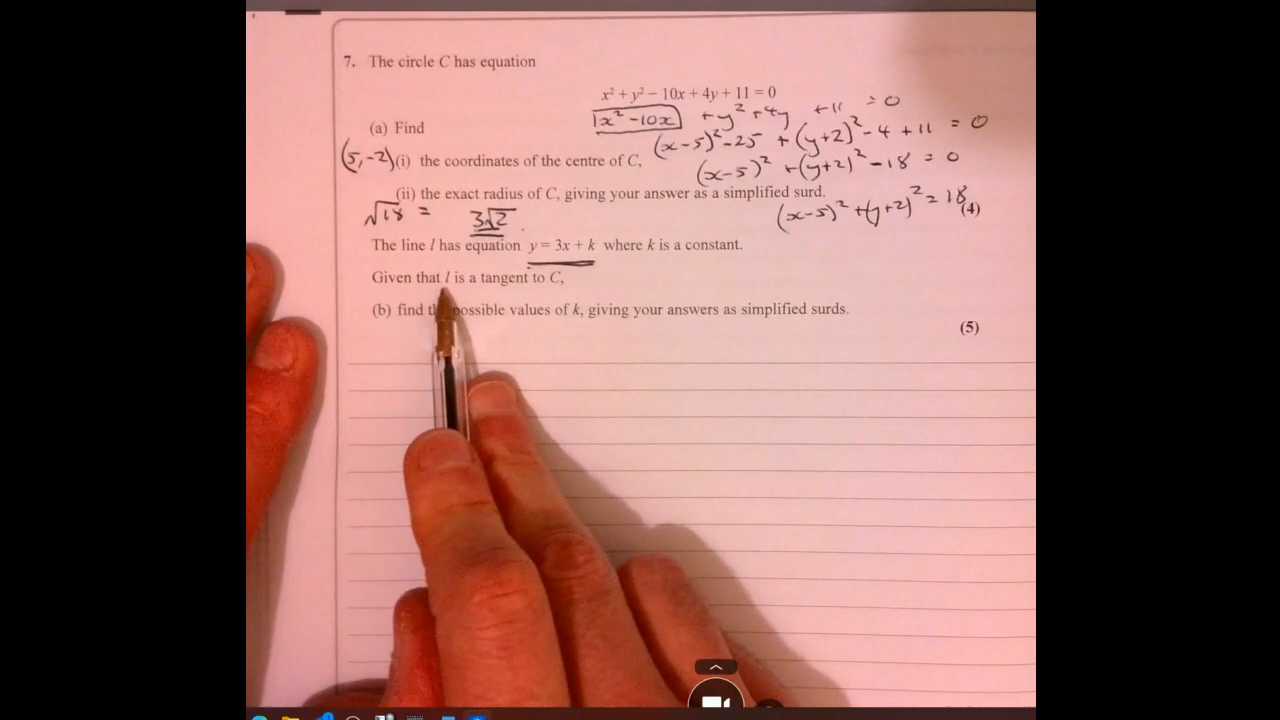 7. The circle C has equation
x² + y² − 10x + 4y + 11 = 0
x² − 10x + y² + 4y + 11 = 0
(a) Find
(x − 5)² − 25 + (y + 2)² − 4 + 11 = 0
(5, −2) (i) the coordinates of the centre of C,
(x − 5)² + (y + 2)² − 18 = 0
(ii) the exact radius of C, giving your answer as a simplified surd.
√18 = 3√2
(x − 5)² + (y + 2)² = 18
(4)
The line l has equation y = 3x + k where k is a constant.
Given that l is a tangent to C,
(b) find possible values of k, giving your answers as simplified surds.
(5)